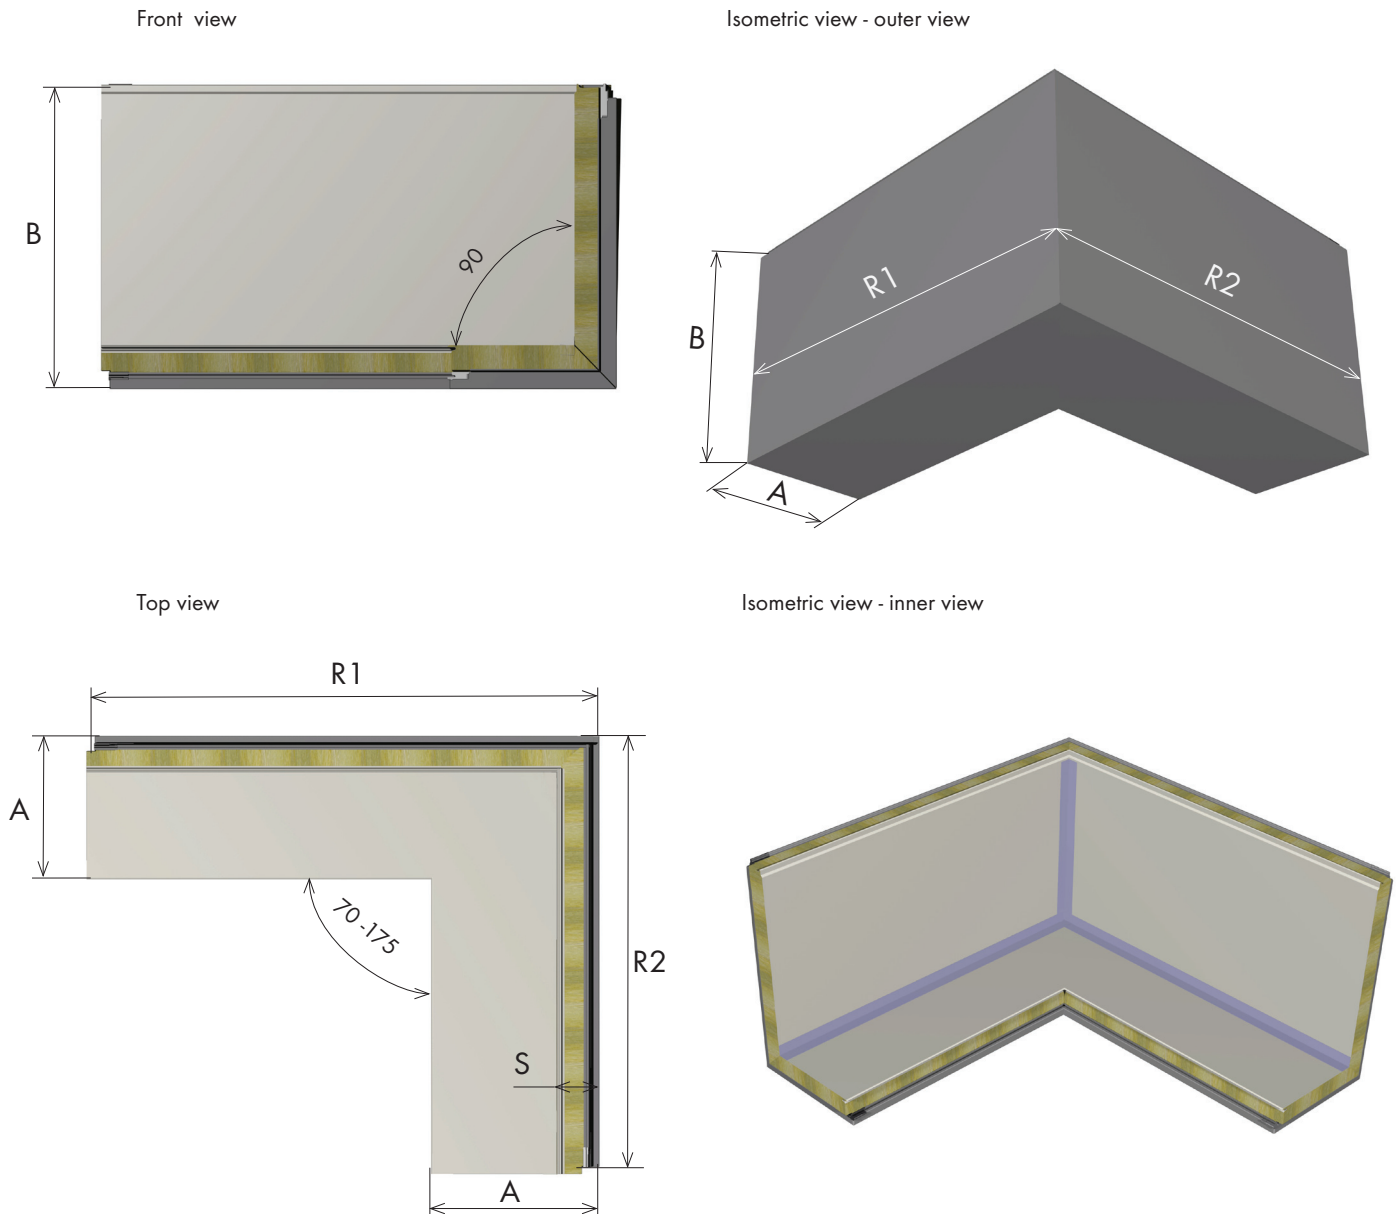 Front view
Isometric view - outer view
B
90
R1
R2
B
A
Top view
Isometric view - inner view
R1
A
70 -175
R2
S
A